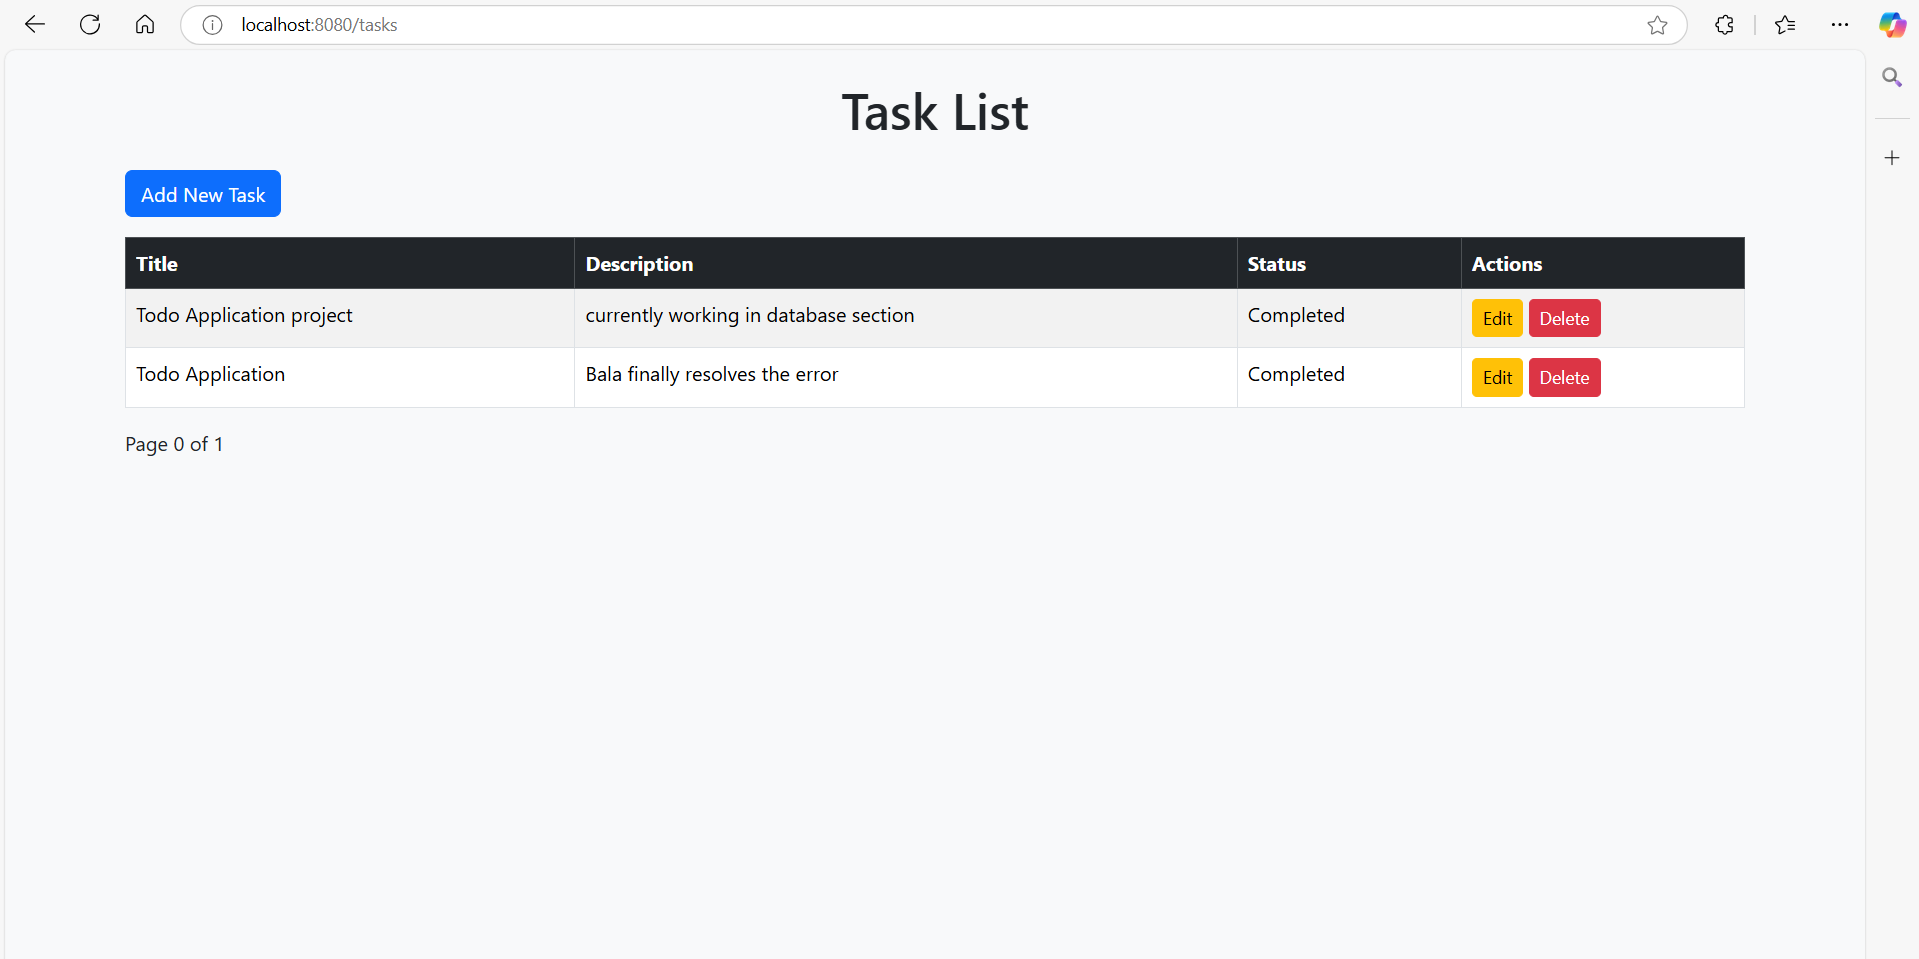 localhost:8080/tasks
Task List
Add New Task
Title Description Status Actions
Todo Application project currently working in database section Completed Edit Delete
Todo Application Bala finally resolves the error Completed Edit Delete
Page 0 of 1